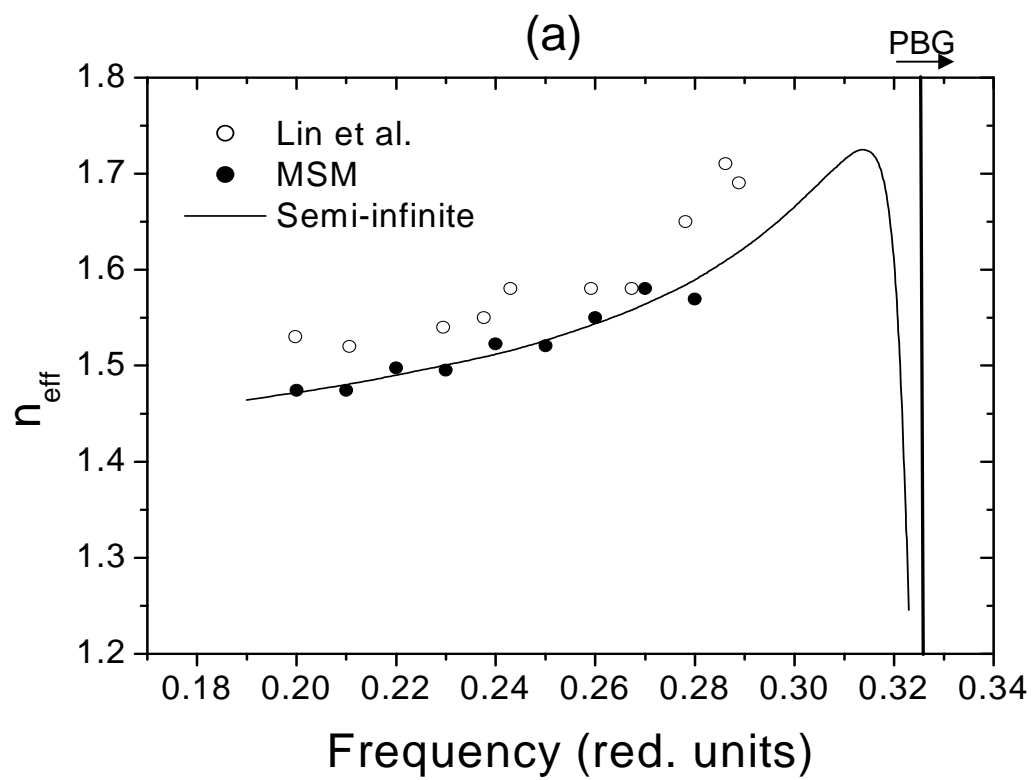 (a)
PBG
1.8
1.7
1.6
1.5
1.4
1.3
1.2
n_eff
Lin et al.
MSM
Semi-infinite
0.18 0.20 0.22 0.24 0.26 0.28 0.30 0.32 0.34
Frequency (red. units)